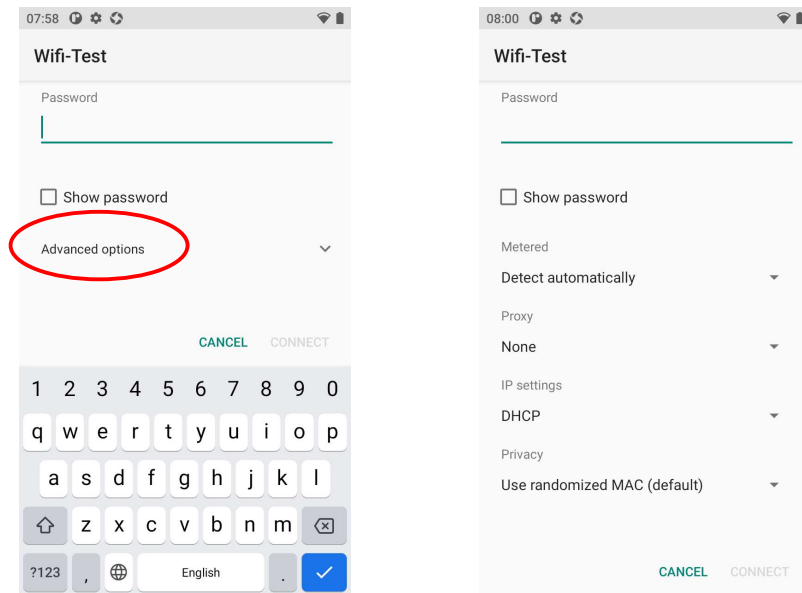 07:58
Wifi-Test
Password
Show password
Advanced options
CANCEL CONNECT
1 2 3 4 5 6 7 8 9 0
q w e r t y u i o p
a s d f g h j k l
z x c v b n m
?123 , English .
08:00
Wifi-Test
Password
Show password
Metered
Detect automatically
Proxy
None
IP settings
DHCP
Privacy
Use randomized MAC (default)
CANCEL CONNECT